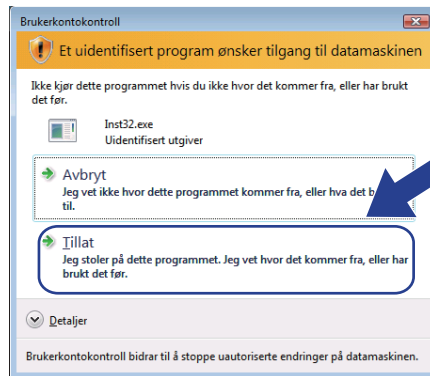 Brukerkontokontroll
Et uidentifisert program ønsker tilgang til datamaskinen
Ikke kjør dette programmet hvis du ikke hvor det kommer fra, eller har brukt
det før.
Inst32.exe
Uidentifisert utgiver
Avbryt
Jeg vet ikke hvor dette programmet kommer fra, eller hva det
til.
Tillat
Jeg stoler på dette programmet. Jeg vet hvor det kommer fra, eller har
brukt det før.
Detaljer
Brukerkontokontroll bidrar til å stoppe uautoriserte endringer på datamaskinen.